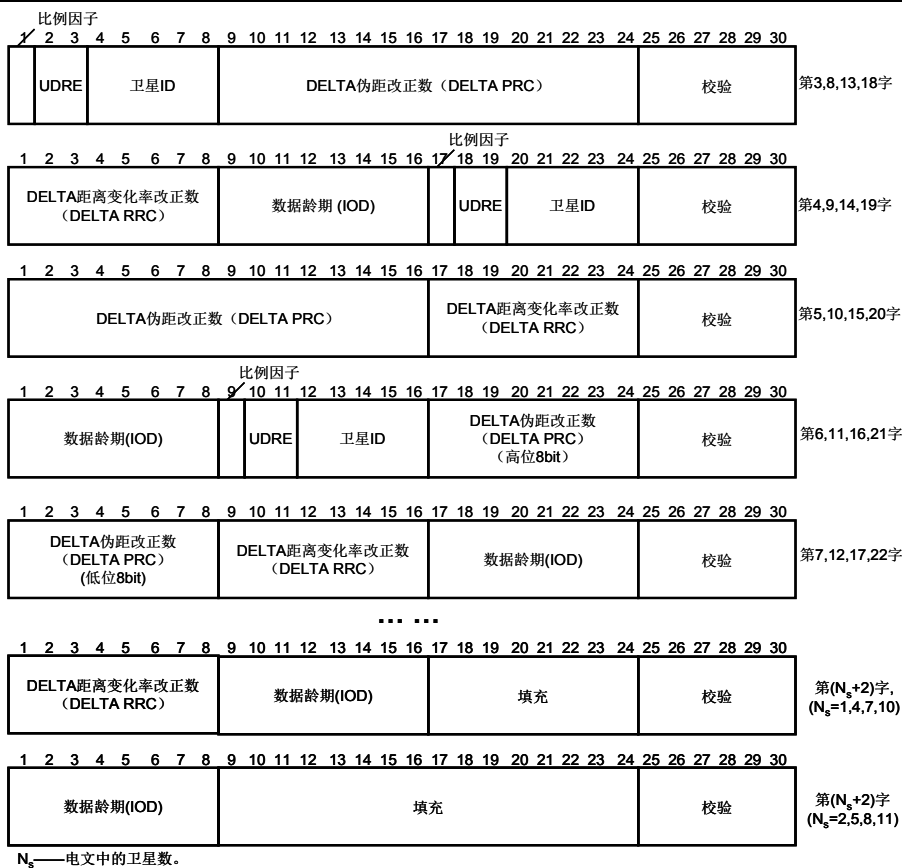 比例因子
1 2 3 4 5 6 7 8 9 10 11 12 13 14 15 16 17 18 19 20 21 22 23 24 25 26 27 28 29 30
UDRE 卫星ID DELTA伪距改正数（DELTA PRC） 校验 第3,8,13,18字
比例因子
1 2 3 4 5 6 7 8 9 10 11 12 13 14 15 16 17 18 19 20 21 22 23 24 25 26 27 28 29 30
DELTA距离变化率改正数
（DELTA RRC）
数据龄期 (IOD) UDRE 卫星ID 校验 第4,9,14,19字
1 2 3 4 5 6 7 8 9 10 11 12 13 14 15 16 17 18 19 20 21 22 23 24 25 26 27 28 29 30
DELTA伪距改正数（DELTA PRC）
DELTA距离变化率改正数
（DELTA RRC）
校验 第5,10,15,20字
比例因子
1 2 3 4 5 6 7 8 9 10 11 12 13 14 15 16 17 18 19 20 21 22 23 24 25 26 27 28 29 30
数据龄期(IOD) UDRE 卫星ID
DELTA伪距改正数
（DELTA PRC）
（高位8bit）
校验 第6,11,16,21字
1 2 3 4 5 6 7 8 9 10 11 12 13 14 15 16 17 18 19 20 21 22 23 24 25 26 27 28 29 30
DELTA伪距改正数
（DELTA PRC）
(低位8bit)
DELTA距离变化率改正数
（DELTA RRC）
数据龄期(IOD) 校验 第7,12,17,22字
… …
1 2 3 4 5 6 7 8 9 10 11 12 13 14 15 16 17 18 19 20 21 22 23 24 25 26 27 28 29 30
DELTA距离变化率改正数
（DELTA RRC）
数据龄期(IOD) 填充 校验
第(Ns+2)字,
(Ns=1,4,7,10)
1 2 3 4 5 6 7 8 9 10 11 12 13 14 15 16 17 18 19 20 21 22 23 24 25 26 27 28 29 30
数据龄期(IOD) 填充 校验
第(Ns+2)字
(Ns=2,5,8,11)
Ns——电文中的卫星数。